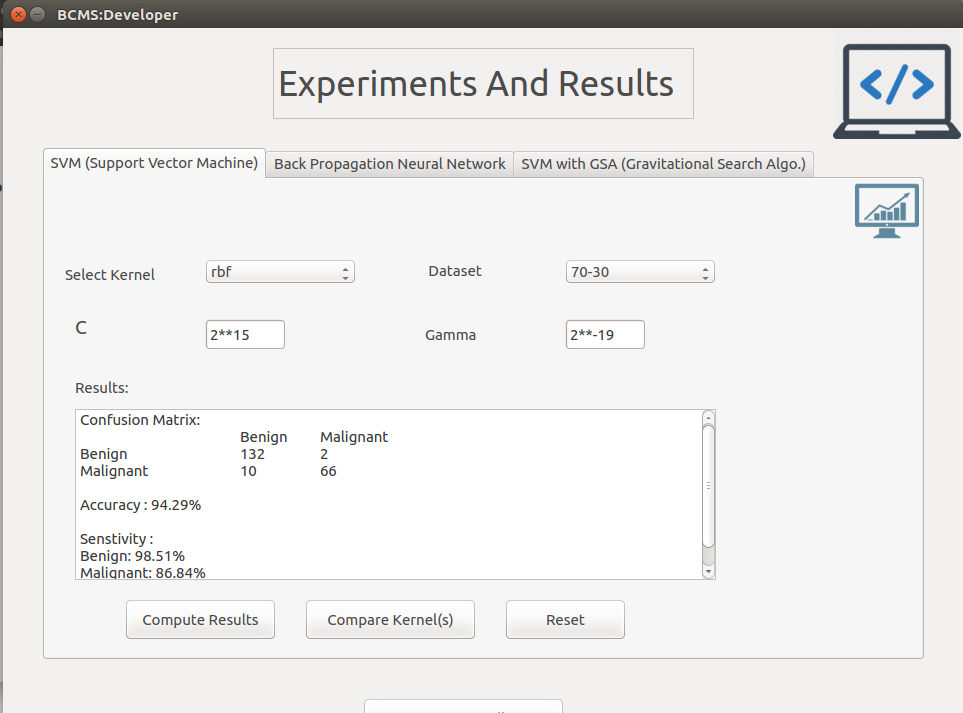 BCMS:Developer
Experiments And Results
</>
SVM (Support Vector Machine) Back Propagation Neural Network SVM with GSA (Gravitational Search Algo.)
Select Kernel rbf Dataset 70-30
C 2**15 Gamma 2**-19
Results:
Confusion Matrix:
Benign Malignant
Benign 132 2
Malignant 10 66
Accuracy : 94.29%
Senstivity :
Benign: 98.51%
Malignant: 86.84%
Compute Results Compare Kernel(s) Reset